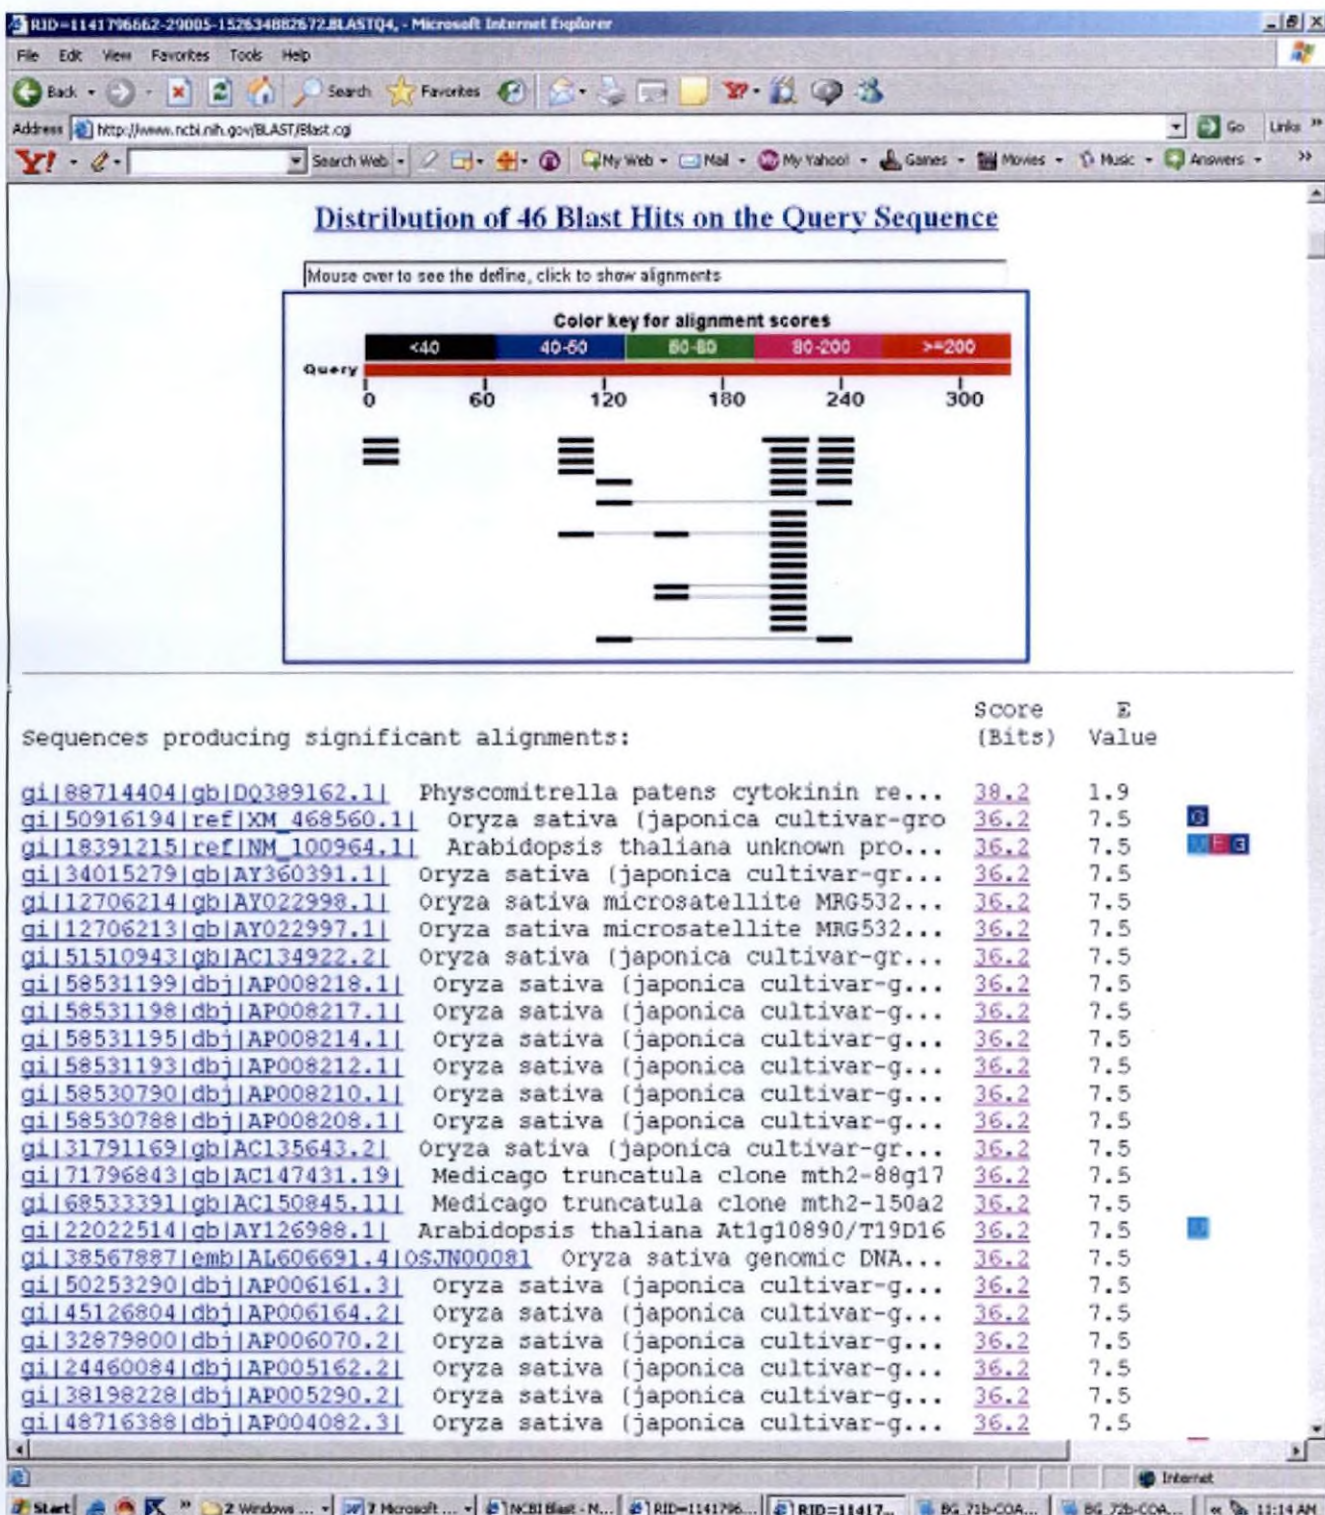 RID=1141796662-29005-152634882672.BLASTQ4, - Microsoft Internet Explorer
File Edit View Favorites Tools Help
Back Search Favorites
Address http://www.ncbi.nih.gov/BLAST/Blast.cgi Go Links »
Y! Search Web My Web Mail My Yahoo! Games Movies Music Answers »
Distribution of 46 Blast Hits on the Query Sequence
Mouse over to see the define, click to show alignments
Color key for alignment scores
<40 40-50 50-80 80-200 >=200
Query
0 60 120 180 240 300
Score E
Sequences producing significant alignments: (Bits) Value
gi|88714404|gb|DQ389162.1| Physcomitrella patens cytokinin re... 38.2 1.9
gi|50916194|ref|XM_468560.1| Oryza sativa (japonica cultivar-gro 36.2 7.5 G
gi|18391215|ref|NM_100964.1| Arabidopsis thaliana unknown pro... 36.2 7.5 U E G
gi|34015279|gb|AY360391.1| Oryza sativa (japonica cultivar-gr... 36.2 7.5
gi|12706214|gb|AY022998.1| Oryza sativa microsatellite MRG532... 36.2 7.5
gi|12706213|gb|AY022997.1| Oryza sativa microsatellite MRG532... 36.2 7.5
gi|51510943|gb|AC134922.2| Oryza sativa (japonica cultivar-gr... 36.2 7.5
gi|58531199|dbj|AP008218.1| Oryza sativa (japonica cultivar-g... 36.2 7.5
gi|58531198|dbj|AP008217.1| Oryza sativa (japonica cultivar-g... 36.2 7.5
gi|58531195|dbj|AP008214.1| Oryza sativa (japonica cultivar-g... 36.2 7.5
gi|58531193|dbj|AP008212.1| Oryza sativa (japonica cultivar-g... 36.2 7.5
gi|58530790|dbj|AP008210.1| Oryza sativa (japonica cultivar-g... 36.2 7.5
gi|58530788|dbj|AP008208.1| Oryza sativa (japonica cultivar-g... 36.2 7.5
gi|31791169|gb|AC135643.2| Oryza sativa (japonica cultivar-gr... 36.2 7.5
gi|71796843|gb|AC147431.19| Medicago truncatula clone mth2-88g17 36.2 7.5
gi|68533391|gb|AC150845.11| Medicago truncatula clone mth2-150a2 36.2 7.5
gi|22022514|gb|AY126988.1| Arabidopsis thaliana At1g10890/T19D16 36.2 7.5 U
gi|38567887|emb|AL606691.4|OSJN00081 Oryza sativa genomic DNA... 36.2 7.5
gi|50253290|dbj|AP006161.3| Oryza sativa (japonica cultivar-g... 36.2 7.5
gi|45126804|dbj|AP006164.2| Oryza sativa (japonica cultivar-g... 36.2 7.5
gi|32879800|dbj|AP006070.2| Oryza sativa (japonica cultivar-g... 36.2 7.5
gi|24460084|dbj|AP005162.2| Oryza sativa (japonica cultivar-g... 36.2 7.5
gi|38198228|dbj|AP005290.2| Oryza sativa (japonica cultivar-g... 36.2 7.5
gi|48716388|dbj|AP004082.3| Oryza sativa (japonica cultivar-g... 36.2 7.5
Internet
Start » 2 Windows ... 7 Microsoft ... NCBI Blast - M... RID=1141796... RID=11417... BG_71b-COA... BG_72b-COA... « 11:14 AM